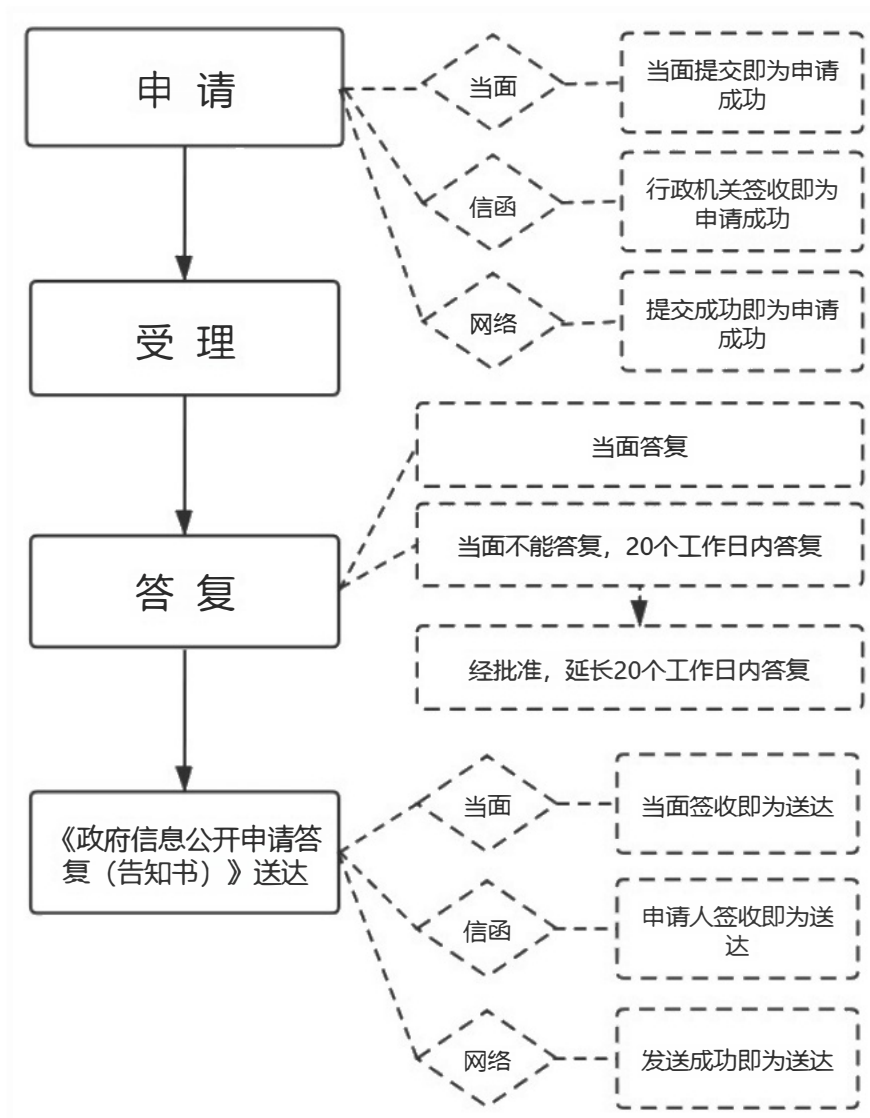 申 请
当面
当面提交即为申请
成功
信函
行政机关签收即为
申请成功
网络
提交成功即为申请
成功
受 理
当面答复
当面不能答复，20个工作日内答复
答 复
经批准，延长20个工作日内答复
《政府信息公开申请答
复（告知书）》送达
当面
当面签收即为送达
信函
申请人签收即为送
达
网络
发送成功即为送达